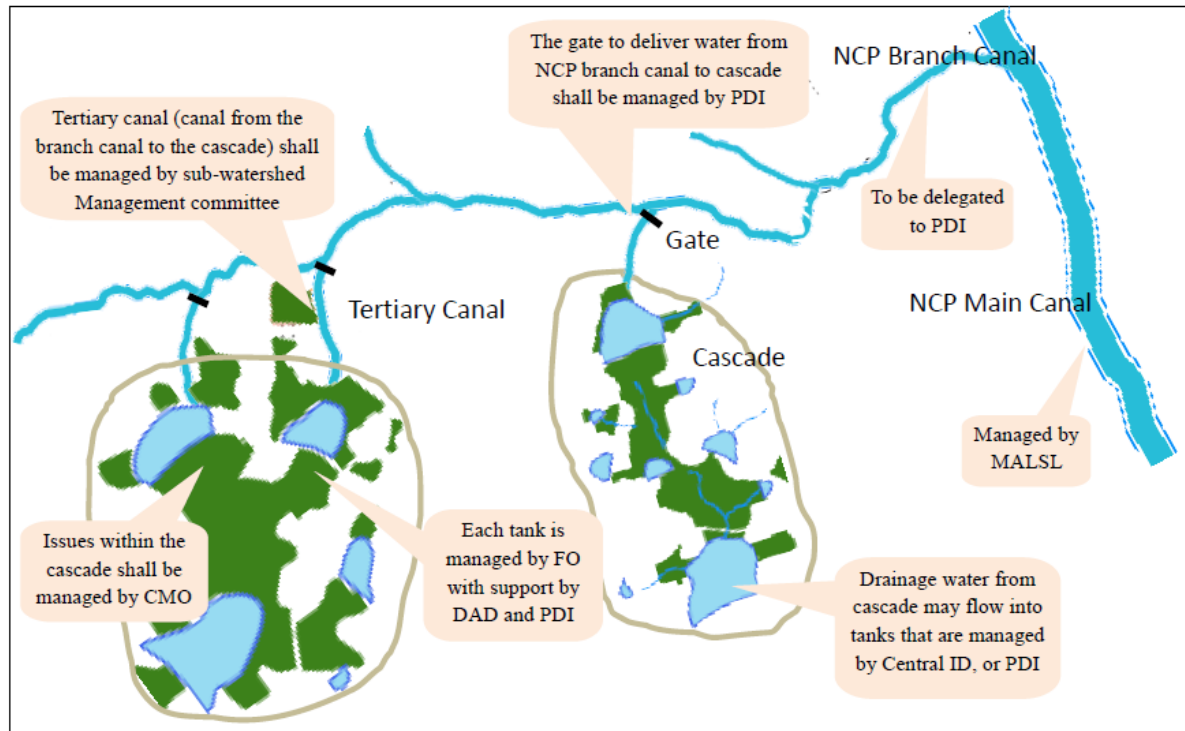 The gate to deliver water from
NCP branch canal to cascade
shall be managed by PDI
NCP Branch Canal
Tertiary canal (canal from the
branch canal to the cascade) shall
be managed by sub-watershed
Management committee
To be delegated
to PDI
Gate
Tertiary Canal
NCP Main Canal
Cascade
Managed by
MALSL
Issues within the
cascade shall be
managed by CMO
Each tank is
managed by FO
with support by
DAD and PDI
Drainage water from
cascade may flow into
tanks that are managed
by Central ID, or PDI